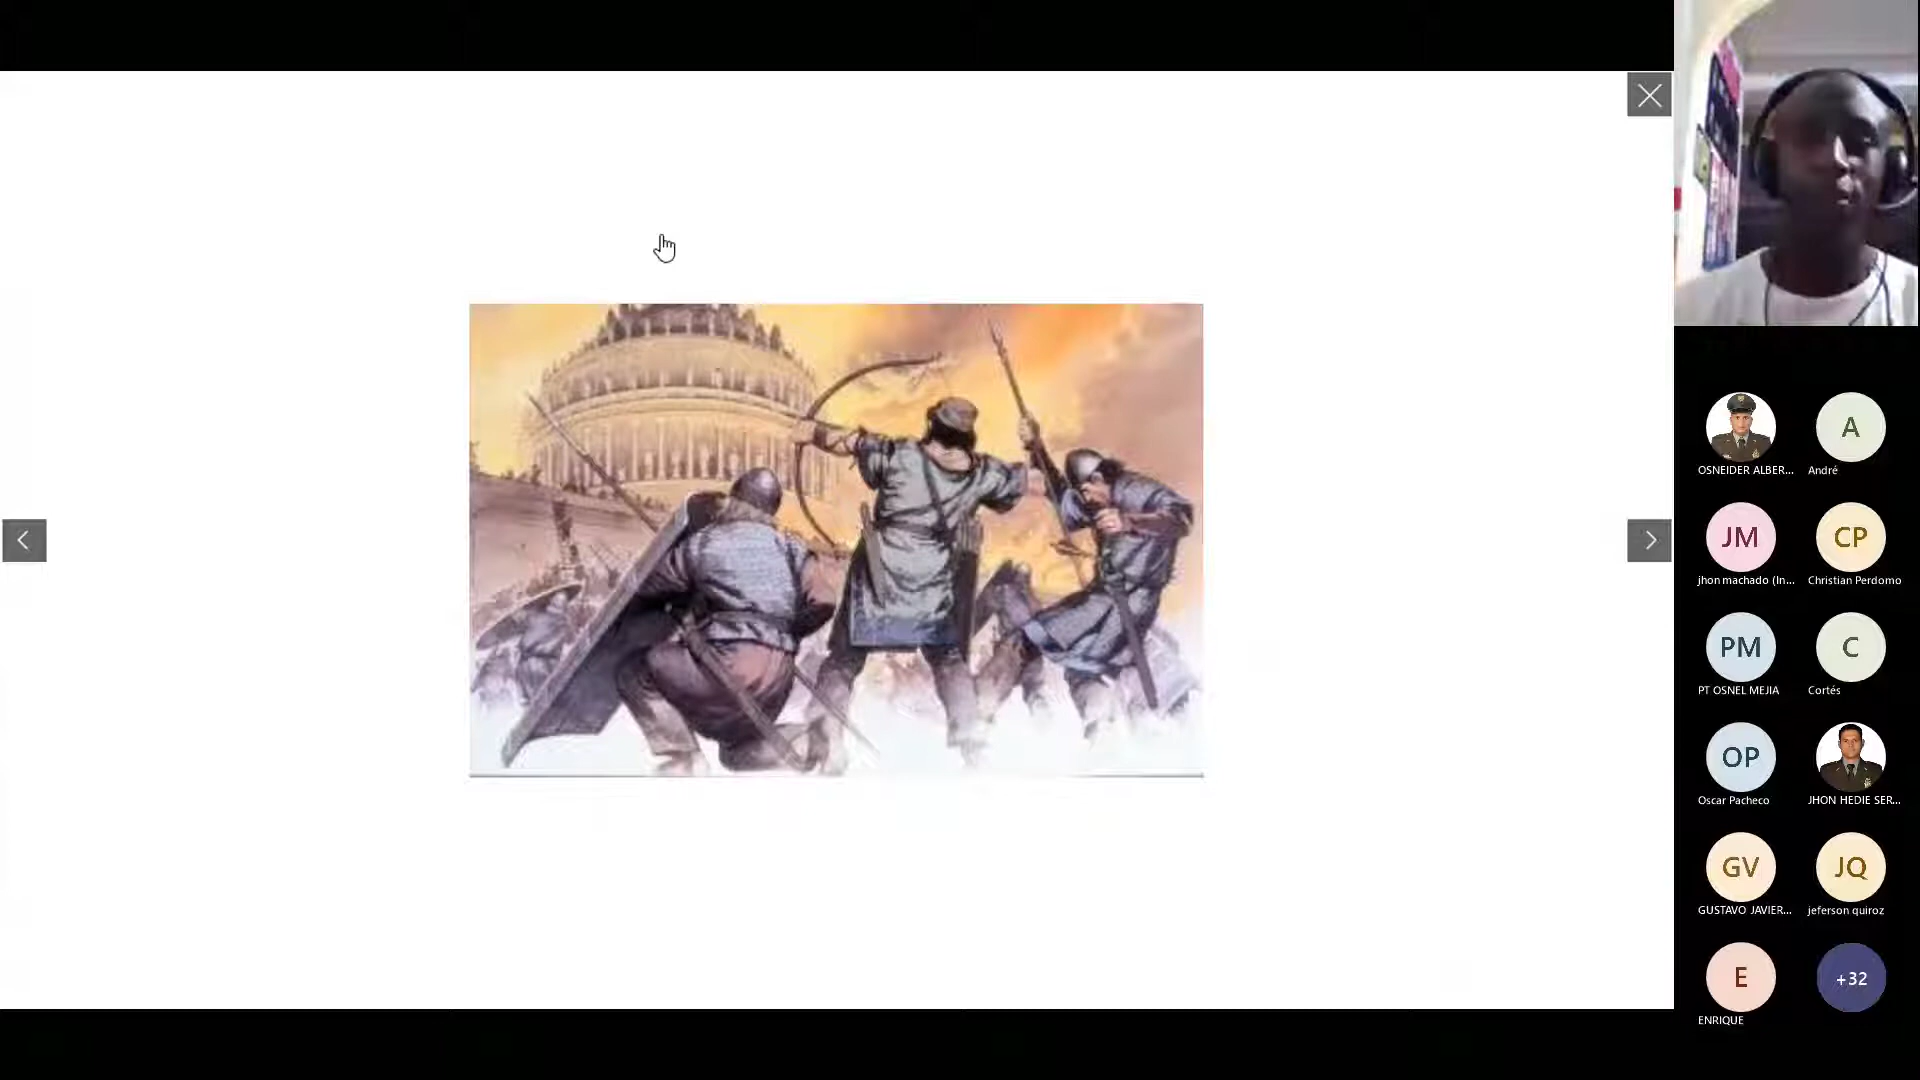 OSNEIDER ALBER...
A
André
JM
jhon machado (In...
CP
Christian Perdomo
PM
PT OSNEL MEJIA
C
Cortés
OP
Oscar Pacheco
JHON HEDIE SER...
GV
GUSTAVO JAVIER...
JQ
jeferson quiroz
E
ENRIQUE
+32